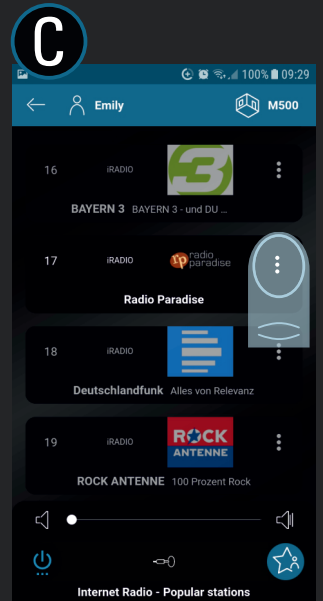 C
100% 09:29
Emily M500
16 iRADIO 3
BAYERN 3 BAYERN 3 - und DU ...
17 iRADIO rp radio
paradise
Radio Paradise
18 iRADIO
Deutschlandfunk Alles von Relevanz
19 iRADIO ROCK
ANTENNE
ROCK ANTENNE 100 Prozent Rock
Internet Radio - Popular stations